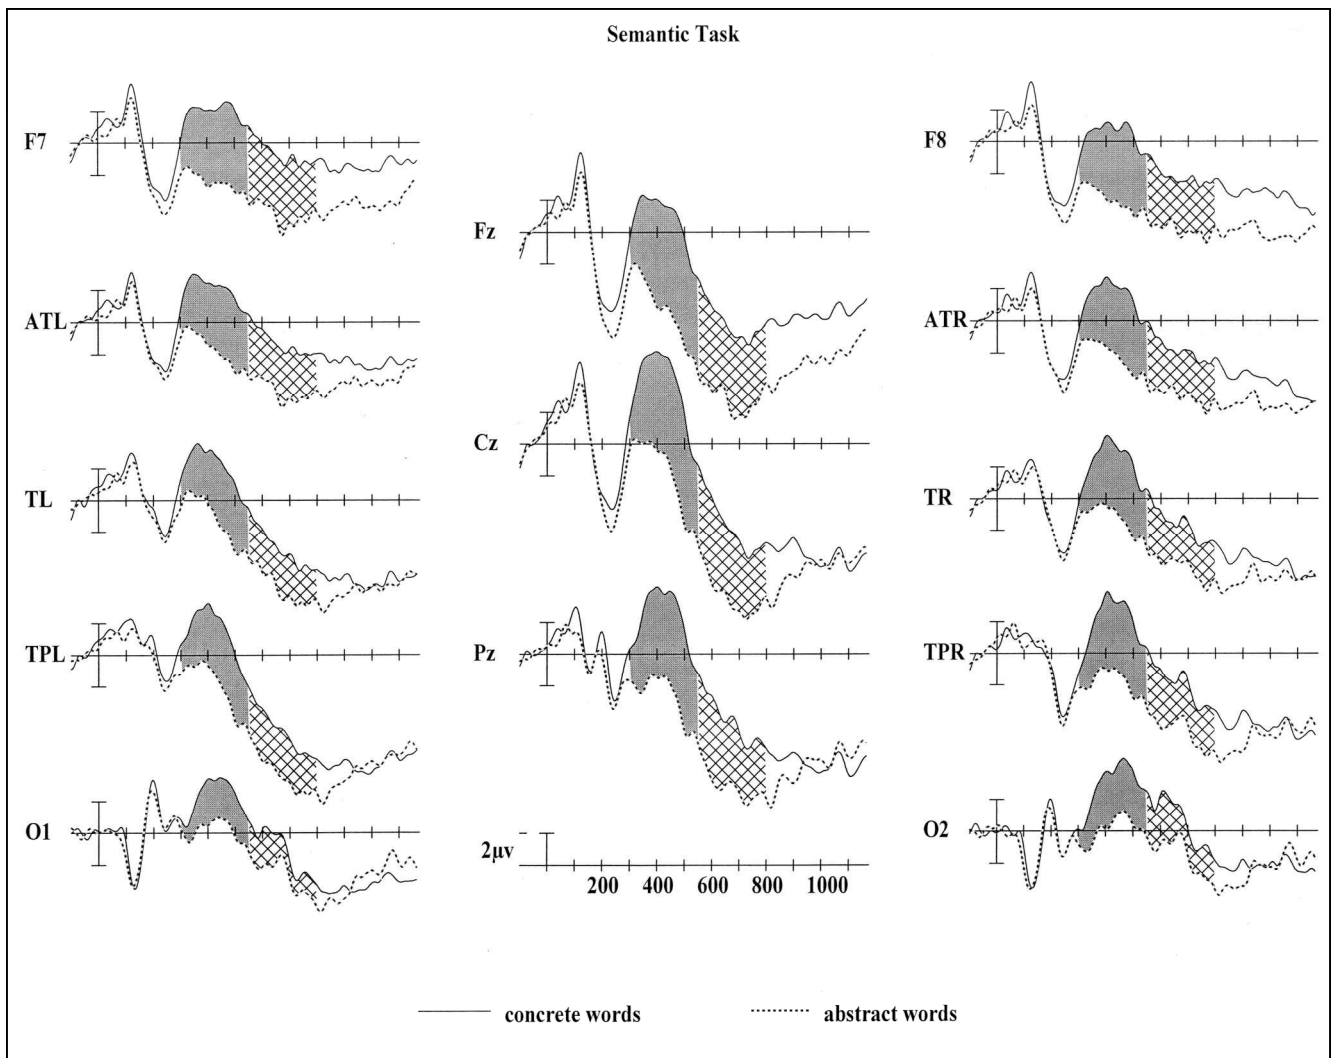 Semantic Task
F7
F8
Fz
ATL
ATR
Cz
TL
TR
TPL
Pz
TPR
O1
O2
2μv
200 400 600 800 1000
concrete words
abstract words